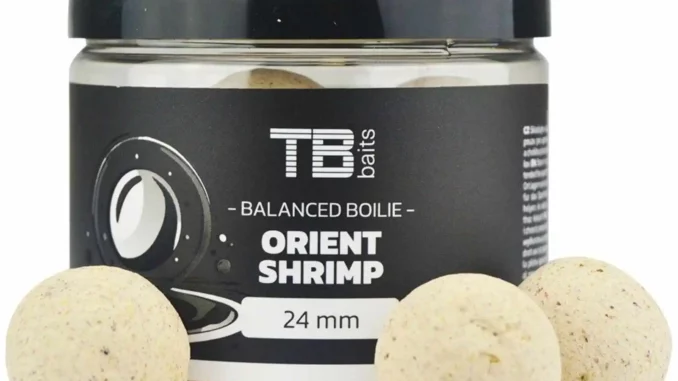 TB
baits
- BALANCED BOILIE -
ORIENT
SHRIMP
24 mm